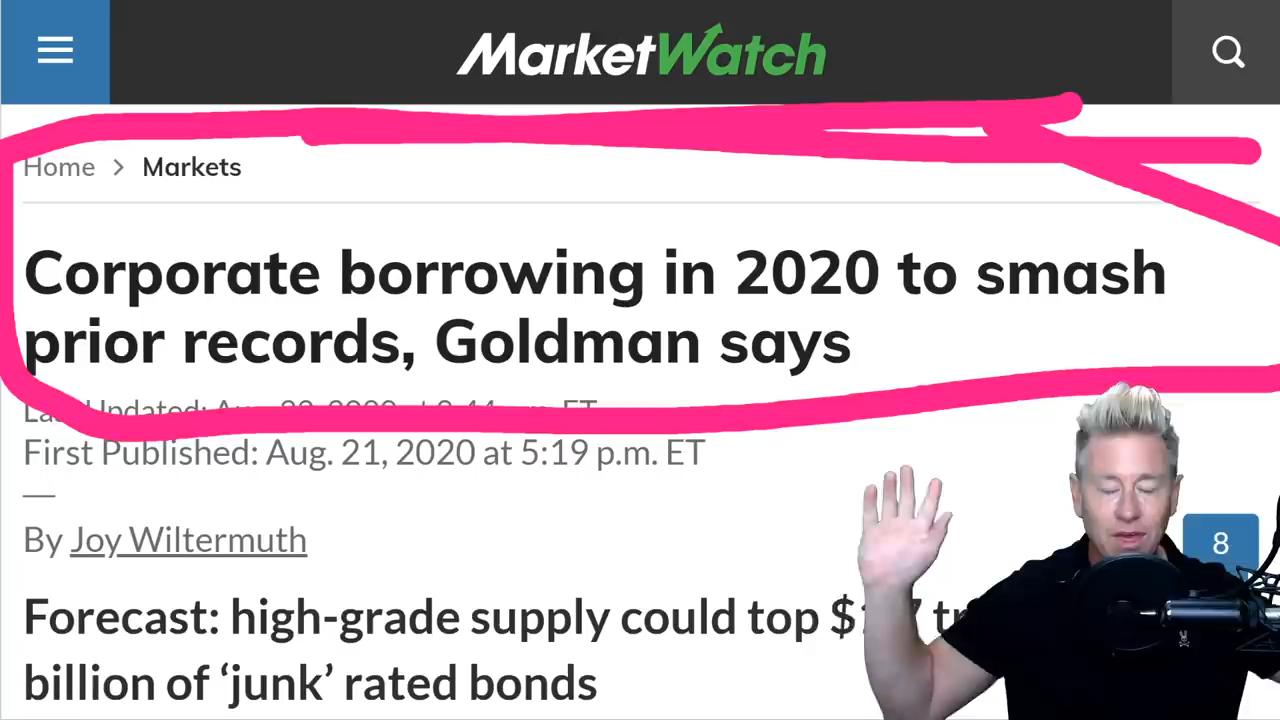 MarketWatch
Home > Markets
Corporate borrowing in 2020 to smash
prior records, Goldman says
First Published: Aug. 21, 2020 at 5:19 p.m. ET
By Joy Wiltermuth
8
Forecast: high-grade supply could top
billion of ‘junk’ rated bonds